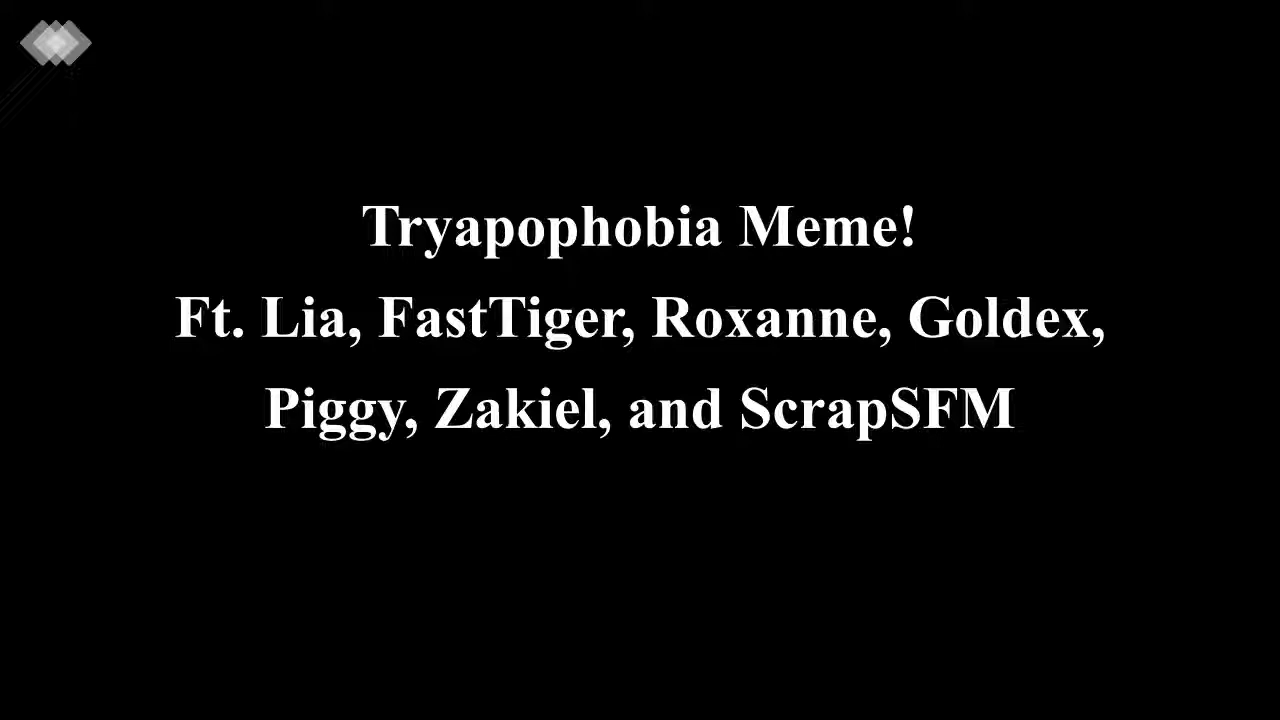 Tryapophobia Meme!
Ft. Lia, FastTiger, Roxanne, Goldex,
Piggy, Zakiel, and ScrapSFM